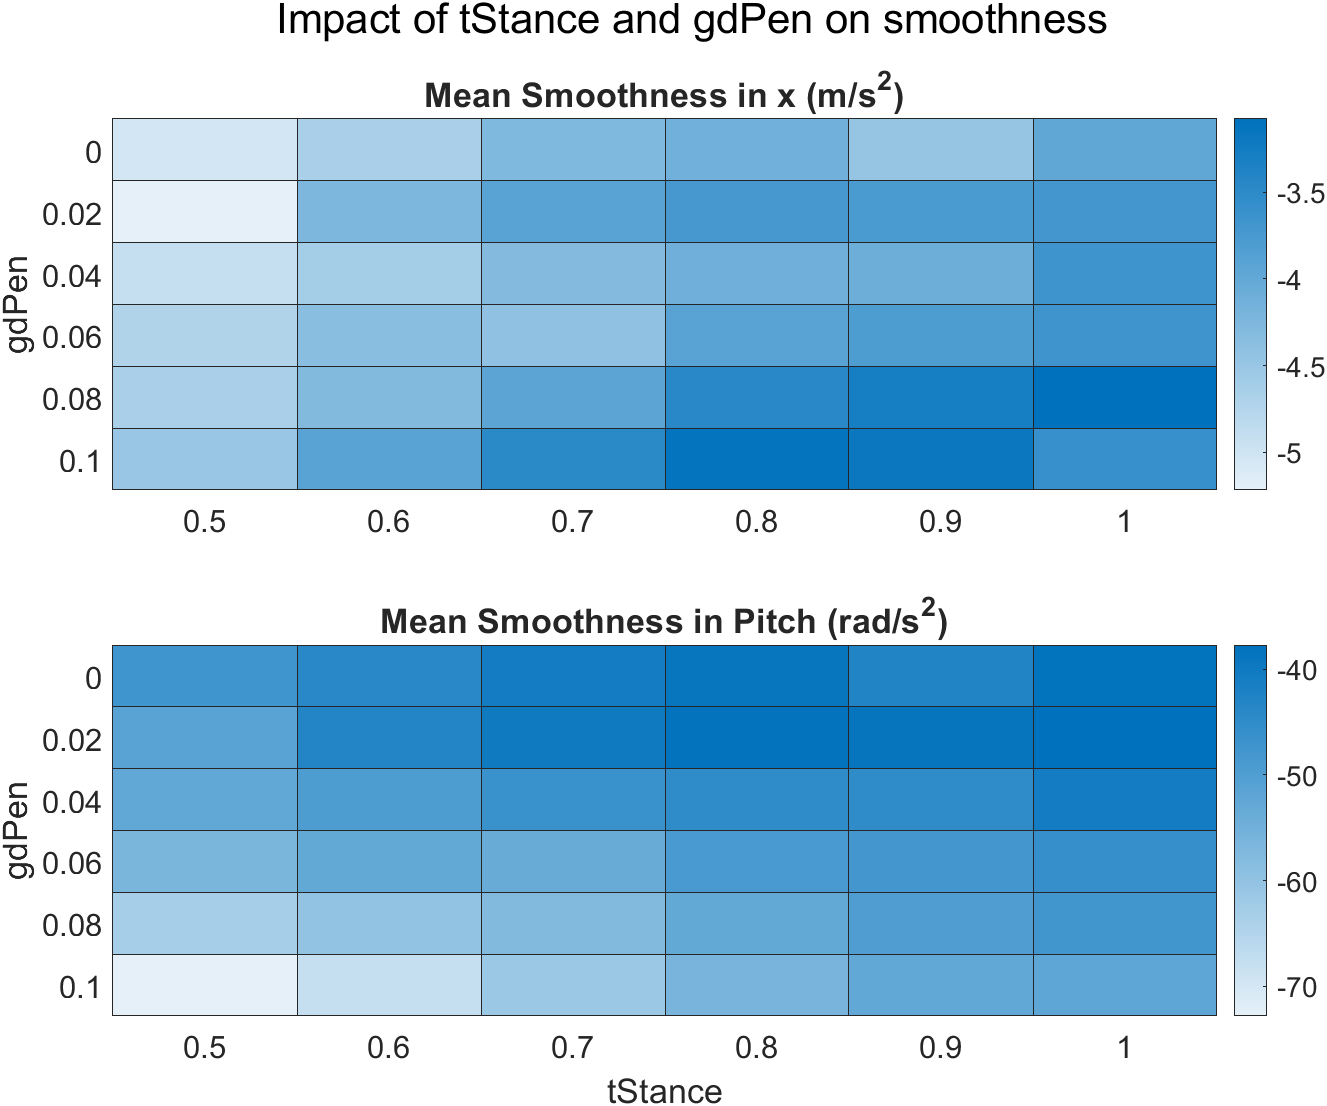 Impact of tStance and gdPen on smoothness
Mean Smoothness in x (m/s²)
gdPen
0
0.02
0.04
0.06
0.08
0.1
0.5 0.6 0.7 0.8 0.9 1
-3.5
-4
-4.5
-5
Mean Smoothness in Pitch (rad/s²)
gdPen
0
0.02
0.04
0.06
0.08
0.1
0.5 0.6 0.7 0.8 0.9 1
tStance
-40
-50
-60
-70